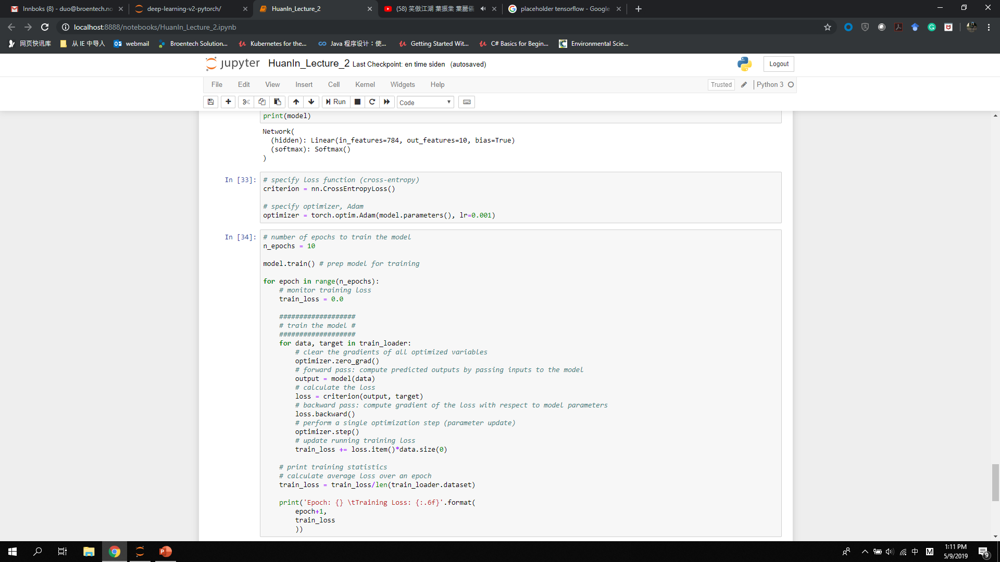 Innboks (8) - duo@broentech.no
deep-learning-v2-pytorch/
HuanIn_Lecture_2
(58) 笑傲江湖 葉振棠 葉麗儀
placeholder tensorflow - Google
localhost:8888/notebooks/HuanIn_Lecture_2.ipynb
网页快讯库
从 IE 中导入
webmail
Broentech Solution...
Kubernetes for the...
Java 程序设计：使...
Getting Started Wit...
C# Basics for Begin...
Environmental Scie...
jupyter HuanIn_Lecture_2 Last Checkpoint: en time siden (autosaved)
Logout
File Edit View Insert Cell Kernel Widgets Help
Trusted
Python 3
Run
Code
print(model)
Network(
  (hidden): Linear(in_features=784, out_features=10, bias=True)
  (softmax): Softmax()
)
In [33]:
# specify loss function (cross-entropy)
criterion = nn.CrossEntropyLoss()
# specify optimizer, Adam
optimizer = torch.optim.Adam(model.parameters(), lr=0.001)
In [34]:
# number of epochs to train the model
n_epochs = 10
model.train() # prep model for training
for epoch in range(n_epochs):
    # monitor training loss
    train_loss = 0.0
    ###################
    # train the model #
    ###################
    for data, target in train_loader:
        # clear the gradients of all optimized variables
        optimizer.zero_grad()
        # forward pass: compute predicted outputs by passing inputs to the model
        output = model(data)
        # calculate the loss
        loss = criterion(output, target)
        # backward pass: compute gradient of the loss with respect to model parameters
        loss.backward()
        # perform a single optimization step (parameter update)
        optimizer.step()
        # update running training loss
        train_loss += loss.item()*data.size(0)
    # print training statistics
    # calculate average loss over an epoch
    train_loss = train_loss/len(train_loader.dataset)
    print('Epoch: {} \tTraining Loss: {:.6f}'.format(
        epoch+1,
        train_loss
        ))
中
M
1:11 PM
5/9/2019
9